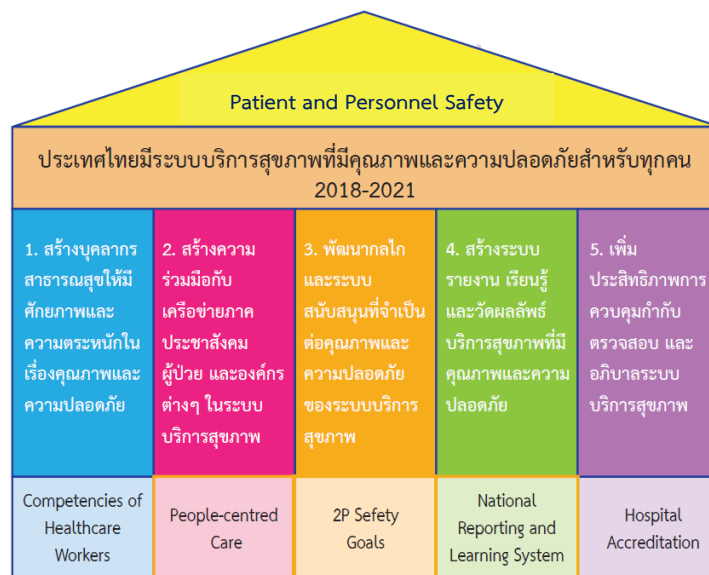 Patient and Personnel Safety
ประเทศไทยมีระบบบริการสุขภาพที่มีคุณภาพและความปลอดภัยสำหรับทุกคน
2018-2021
1. สร้างบุคลากร
สาธารณสุขให้มี
ศักยภาพและ
ความตระหนักใน
เรื่องคุณภาพและ
ความปลอดภัย
2. สร้างความ
ร่วมมือกับ
เครือข่ายภาค
ประชาสังคม
ผู้ป่วย และองค์กร
ต่างๆ ในระบบ
บริการสุขภาพ
3. พัฒนากลไก
และระบบ
สนับสนุนที่จำเป็น
ต่อคุณภาพและ
ความปลอดภัย
ของระบบบริการ
สุขภาพ
4. สร้างระบบ
รายงาน เรียนรู้
และวัดผลลัพธ์
บริการสุขภาพที่มี
คุณภาพและความ
ปลอดภัย
5. เพิ่ม
ประสิทธิภาพการ
ควบคุมกำกับ
ตรวจสอบ และ
อภิบาลระบบ
บริการสุขภาพ
Competencies of
Healthcare
Workers
People-centred
Care
2P Safety
Goals
National
Reporting and
Learning System
Hospital
Accreditation